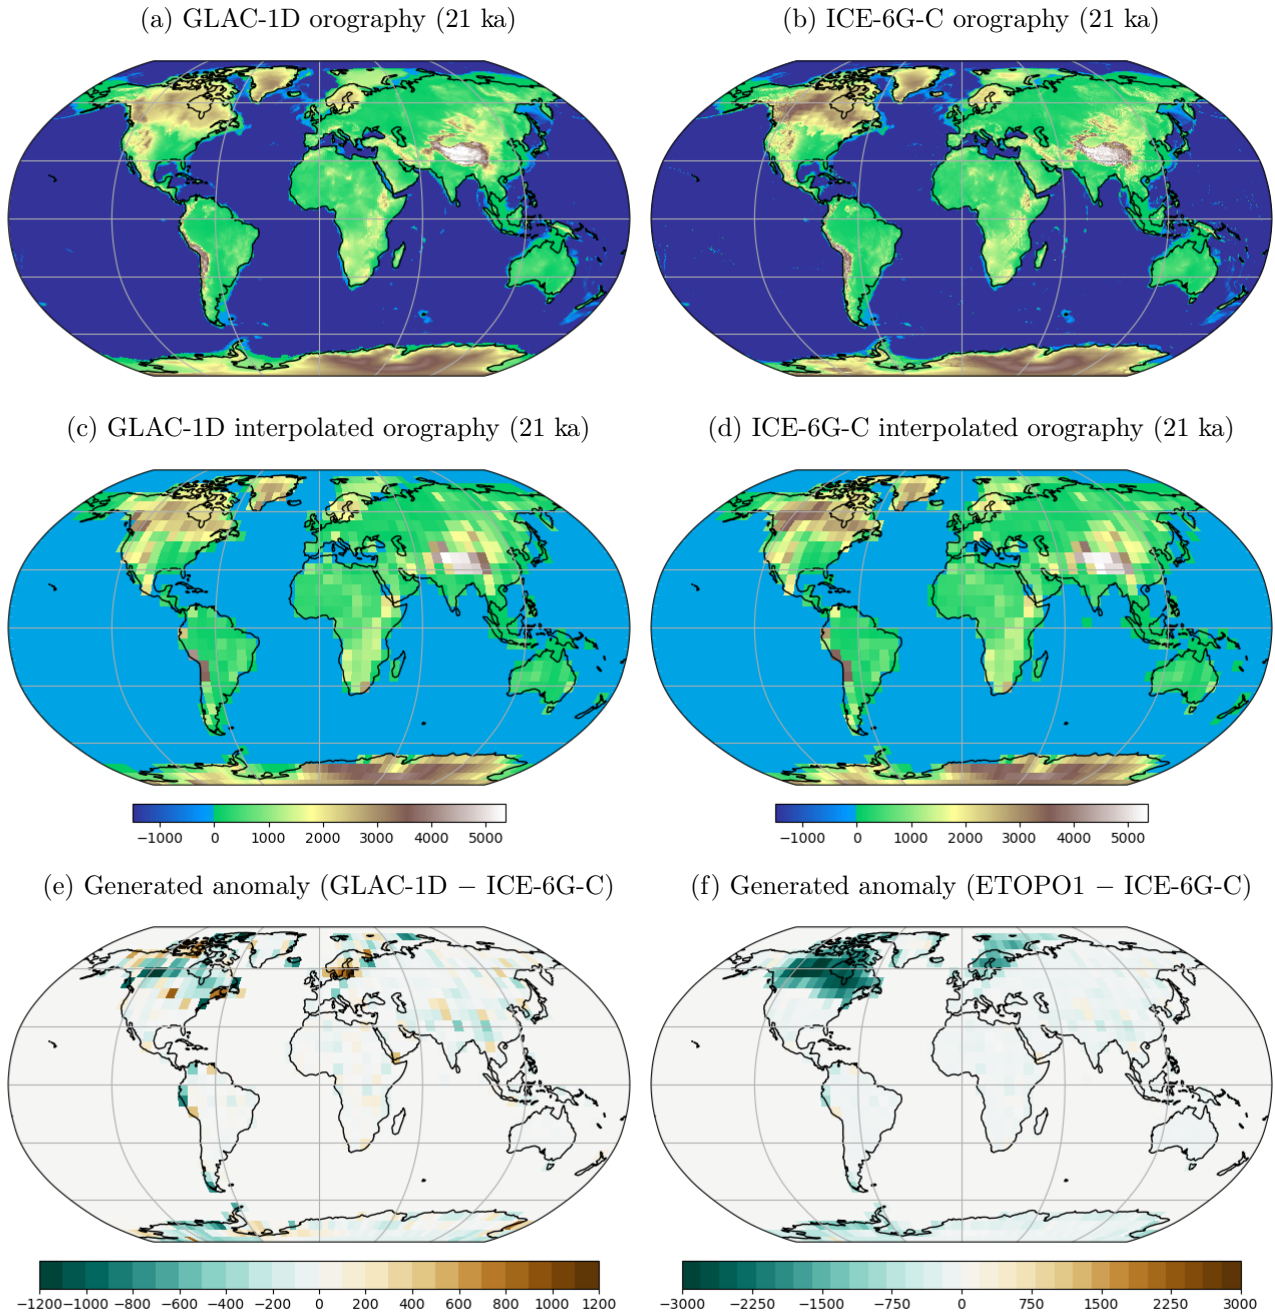 (a) GLAC-1D orography (21 ka)
(b) ICE-6G-C orography (21 ka)
(c) GLAC-1D interpolated orography (21 ka)
(d) ICE-6G-C interpolated orography (21 ka)
−1000 0 1000 2000 3000 4000 5000
−1000 0 1000 2000 3000 4000 5000
(e) Generated anomaly (GLAC-1D − ICE-6G-C)
(f) Generated anomaly (ETOPO1 − ICE-6G-C)
−1200 −1000 −800 −600 −400 −200 0 200 400 600 800 1000 1200
−3000 −2250 −1500 −750 0 750 1500 2250 3000